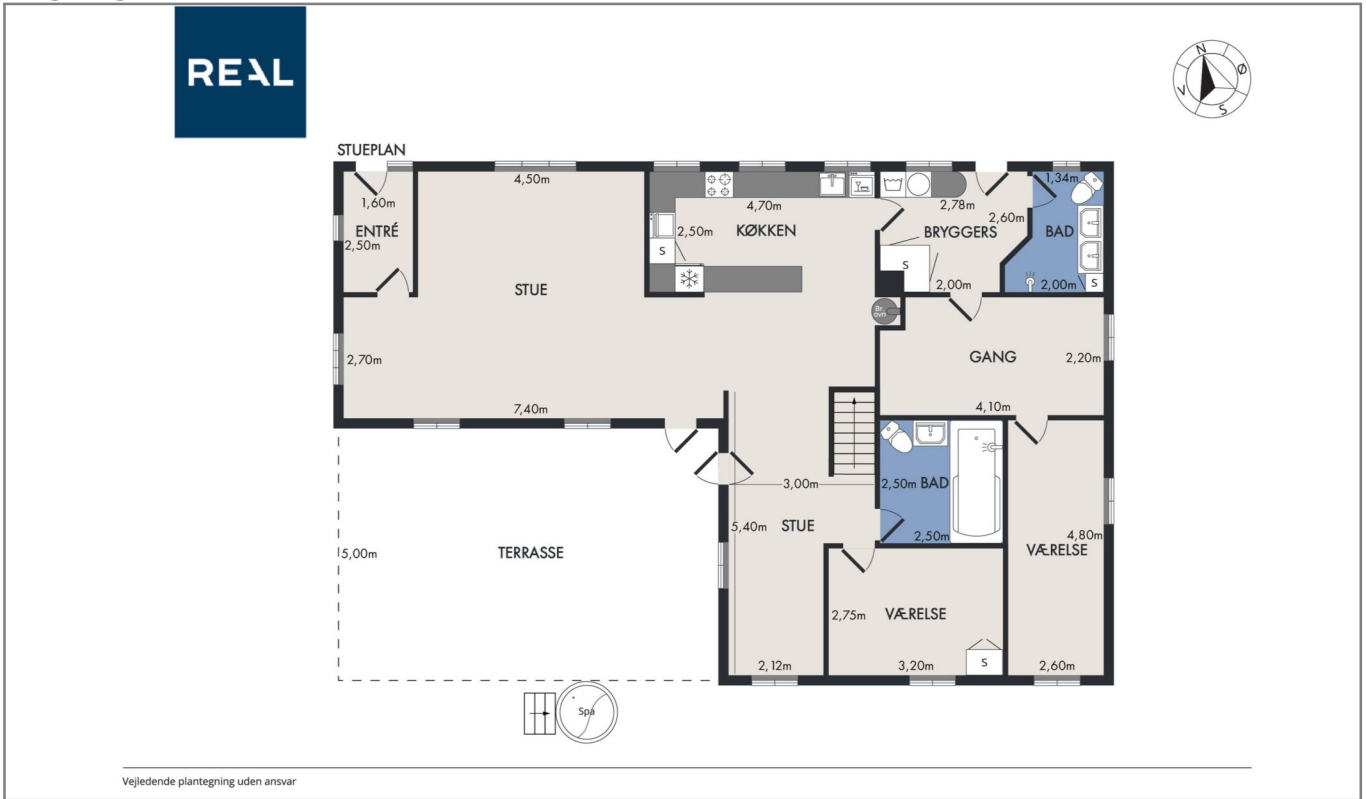 REAL
N
Ø
V
S
STUEPLAN
4,50m
1,34m
1,60m
4,70m
2,78m
2,60m
ENTRÉ
2,50m
2,50m
KØKKEN
BRYGGERS
BAD
S
S
STUE
2,00m
2,00m
S
Br.
ovn
2,70m
GANG
2,20m
7,40m
4,10m
3,00m
2,50m
BAD
5,40m
STUE
2,50m
4,80m
5,00m
TERRASSE
VÆRELSE
2,75m
VÆRELSE
2,12m
3,20m
S
2,60m
Spa
Vejledende plantegning uden ansvar